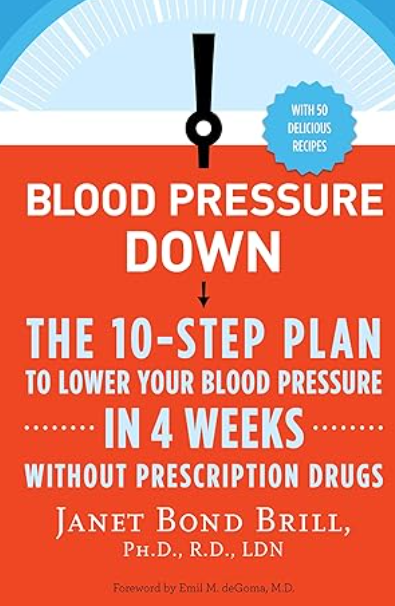 WITH 50
DELICIOUS
RECIPES
BLOOD PRESSURE
DOWN
THE 10-STEP PLAN
TO LOWER YOUR BLOOD PRESSURE
IN 4 WEEKS
WITHOUT PRESCRIPTION DRUGS
JANET BOND BRILL,
PH.D., R.D., LDN
Foreword by Emil M. deGoma, M.D.